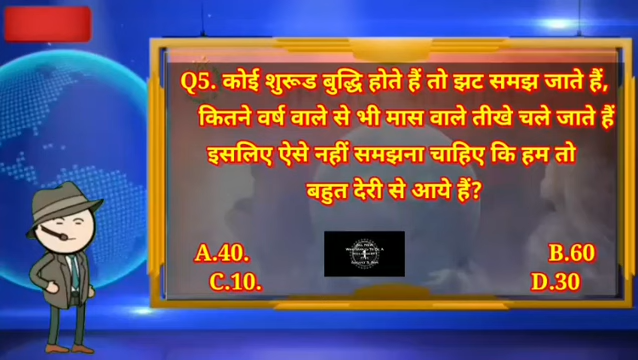 Q5. कोई शुरूड बुद्धि होते हैं तो झट समझ जाते हैं,
कितने वर्ष वाले से भी मास वाले तीखे चले जाते हैं
इसलिए ऐसे नहीं समझना चाहिए कि हम तो
बहुत देरी से आये हैं?
A.40.
B.60
C.10.
D.30